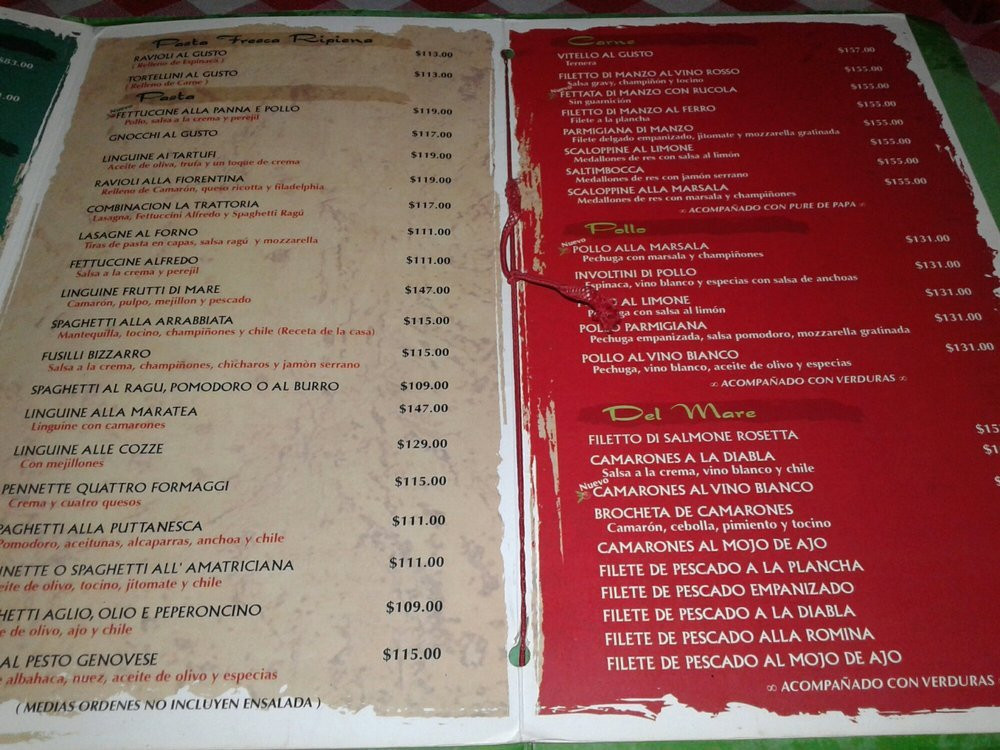 $83.00
Pasta Fresca Ripiena
RAVIOLI AL GUSTO $113.00
( Relleno de Espinaca )
TORTELLINI AL GUSTO $113.00
( Relleno de Carne )
Pasta
Nuevo
FETTUCCINE ALLA PANNA E POLLO $119.00
Pollo, salsa a la crema y perejil
GNOCCHI AL GUSTO $117.00
LINGUINE AI TARTUFI $119.00
Aceite de oliva, trufa y un toque de crema
RAVIOLI ALLA FIORENTINA $119.00
Relleno de Camarón, queso ricotta y filadelphia
COMBINACION LA TRATTORIA $117.00
Lasagna, Fettuccini Alfredo y Spaghetti Ragú
LASAGNE AL FORNO $111.00
Tiras de pasta en capas, salsa ragú y mozzarella
FETTUCCINE ALFREDO $111.00
Salsa a la crema y perejil
LINGUINE FRUTTI DI MARE $147.00
Camarón, pulpo, mejillon y pescado
SPAGHETTI ALLA ARRABBIATA $115.00
Mantequilla, tocino, champiñones y chile (Receta de la casa)
FUSILLI BIZZARRO $115.00
Salsa a la crema, champiñones, chicharos y jamòn serrano
SPAGHETTI AL RAGU, POMODORO O AL BURRO $109.00
LINGUINE ALLA MARATEA $147.00
Linguine con camarones
LINGUINE ALLE COZZE $129.00
Con mejillones
PENNETTE QUATTRO FORMAGGI $115.00
Crema y cuatro quesos
PAGHETTI ALLA PUTTANESCA $111.00
Pomodoro, aceitunas, alcaparras, anchoa y chile
NETTE O SPAGHETTI ALL' AMATRICIANA $111.00
eite de olivo, tocino, jitomate y chile
HETTI AGLIO, OLIO E PEPERONCINO $109.00
e de olivo, ajo y chile
AL PESTO GENOVESE $115.00
albahaca, nuez, aceite de olivo y especias
( MEDIAS ORDENES NO INCLUYEN ENSALADA )
Carne
VITELLO AL GUSTO $157.00
Ternera
FILETTO DI MANZO AL VINO ROSSO $155.00
Salsa gravy, champiñón y tocino
Nuevo
FETTATA DI MANZO CON RUCOLA $155.00
Sin guarnición
FILETTO DI MANZO AL FERRO $155.00
Filete a la plancha
PARMIGIANA DI MANZO $155.00
Filete delgado empanizado, jitomate y mozzarella gratinada
SCALOPPINE AL LIMONE $155.00
Medallones de res con salsa al limón
SALTIMBOCCA $155.00
Medallones de res con jamón serrano
SCALOPPINE ALLA MARSALA $155.00
Medallones de res con marsala y champiñones
∞ ACOMPAÑADO CON PURE DE PAPA ∞
Pollo
Nuevo
POLLO ALLA MARSALA $131.00
Pechuga con marsala y champiñones
INVOLTINI DI POLLO $131.00
Espinaca, vino blanco y especias con salsa de anchoas
AL LIMONE $131.00
con salsa al limón
POLLO PARMIGIANA $131.00
Pechuga empanizada, salsa pomodoro, mozzarella gratinada
POLLO AL VINO BIANCO $131.00
Pechuga, vino blanco, aceite de olivo y especias
∞ ACOMPAÑADO CON VERDURAS ∞
Del Mare
FILETTO DI SALMONE ROSETTA $15
CAMARONES A LA DIABLA $1
Salsa a la crema, vino blanco y chile
Nuevo
CAMARONES AL VINO BIANCO
BROCHETA DE CAMARONES
Camarón, cebolla, pimiento y tocino
CAMARONES AL MOJO DE AJO
FILETE DE PESCADO A LA PLANCHA
FILETE DE PESCADO EMPANIZADO
FILETE DE PESCADO A LA DIABLA
FILETE DE PESCADO ALLA ROMINA
FILETE DE PESCADO AL MOJO DE AJO
∞ ACOMPAÑADO CON VERDURAS ∞